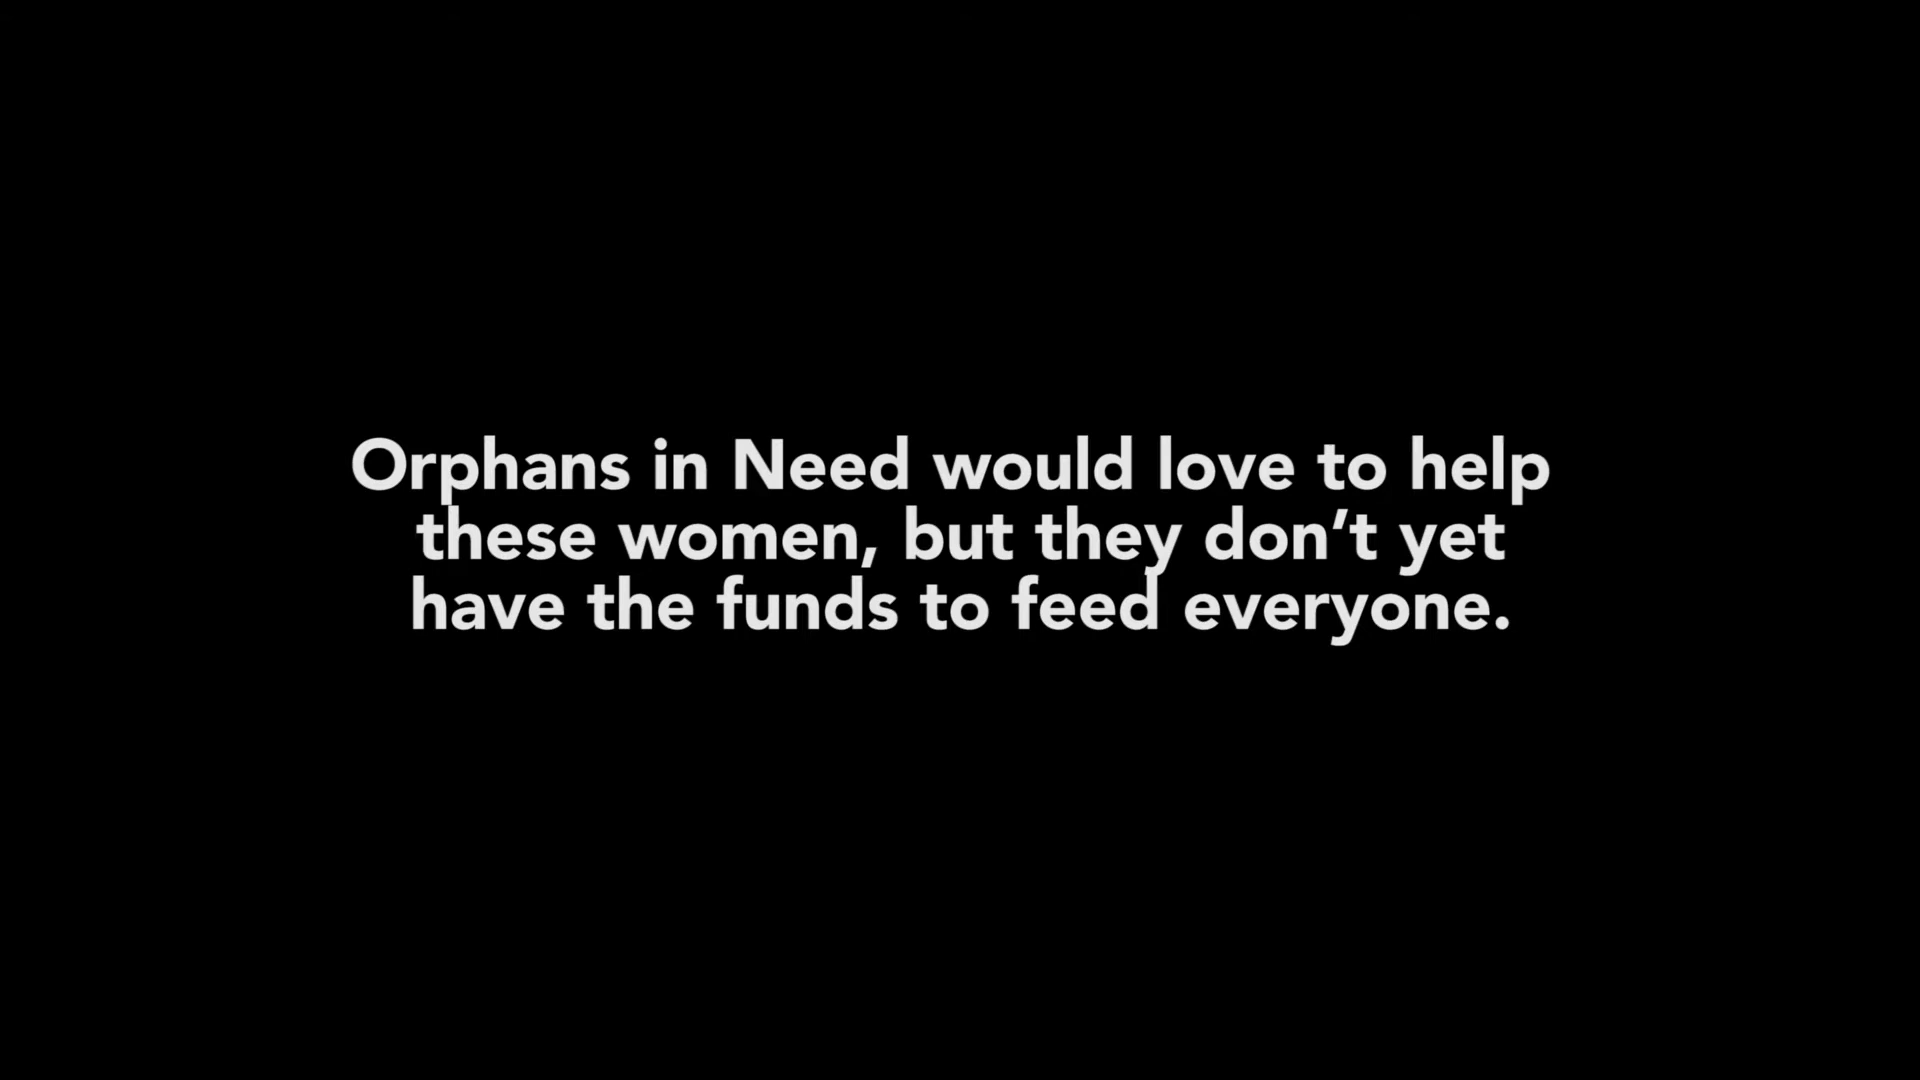 Orphans in Need would love to help
these women, but they don’t yet
have the funds to feed everyone.